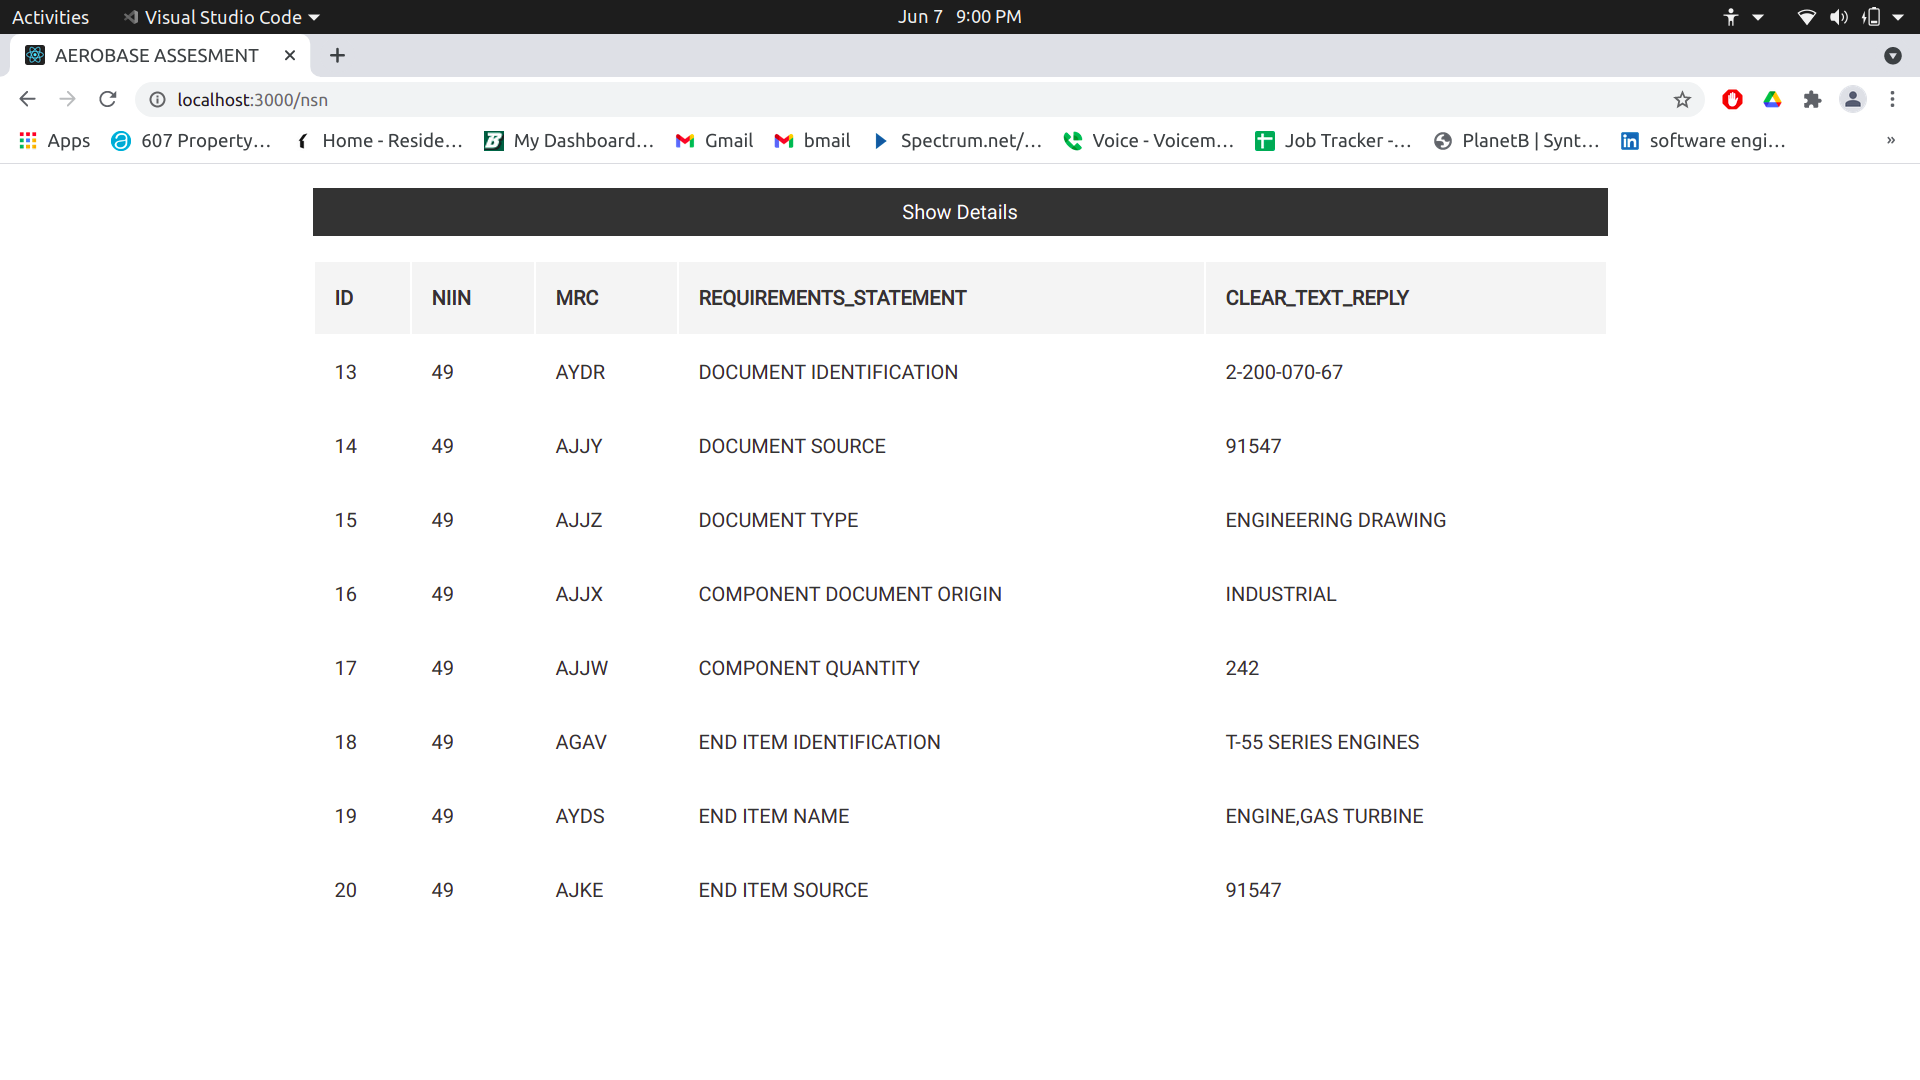 Activities Visual Studio Code Jun 7 9:00 PM
AEROBASE ASSESMENT
localhost:3000/nsn
Apps 607 Property… Home - Reside… My Dashboard… Gmail bmail Spectrum.net/… Voice - Voicem… Job Tracker -… PlanetB | Synt… software engi… »
Show Details
ID NIIN MRC REQUIREMENTS_STATEMENT CLEAR_TEXT_REPLY
13 49 AYDR DOCUMENT IDENTIFICATION 2-200-070-67
14 49 AJJY DOCUMENT SOURCE 91547
15 49 AJJZ DOCUMENT TYPE ENGINEERING DRAWING
16 49 AJJX COMPONENT DOCUMENT ORIGIN INDUSTRIAL
17 49 AJJW COMPONENT QUANTITY 242
18 49 AGAV END ITEM IDENTIFICATION T-55 SERIES ENGINES
19 49 AYDS END ITEM NAME ENGINE,GAS TURBINE
20 49 AJKE END ITEM SOURCE 91547